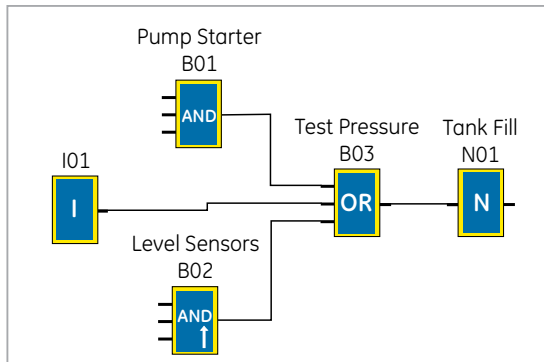 Pump Starter
B01
AND
Test Pressure
B03
OR
Tank Fill
N01
N
I01
I
Level Sensors
B02
AND